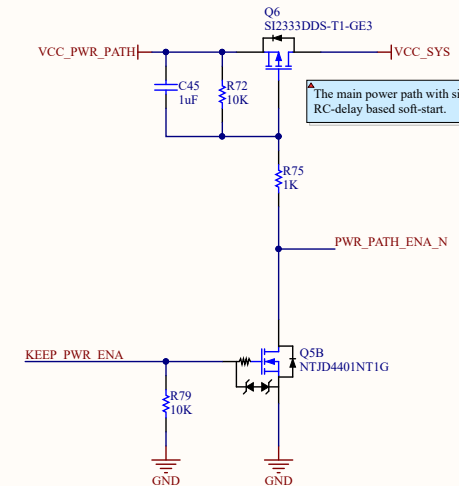 Q6
SI2333DDS-T1-GE3
VCC_PWR_PATH
VCC_SYS
C45
1uF
R72
10K
The main power path with si
RC-delay based soft-start.
R75
1K
PWR_PATH_ENA_N
KEEP_PWR_ENA
Q5B
NTJD4401NT1G
R79
10K
GND
GND